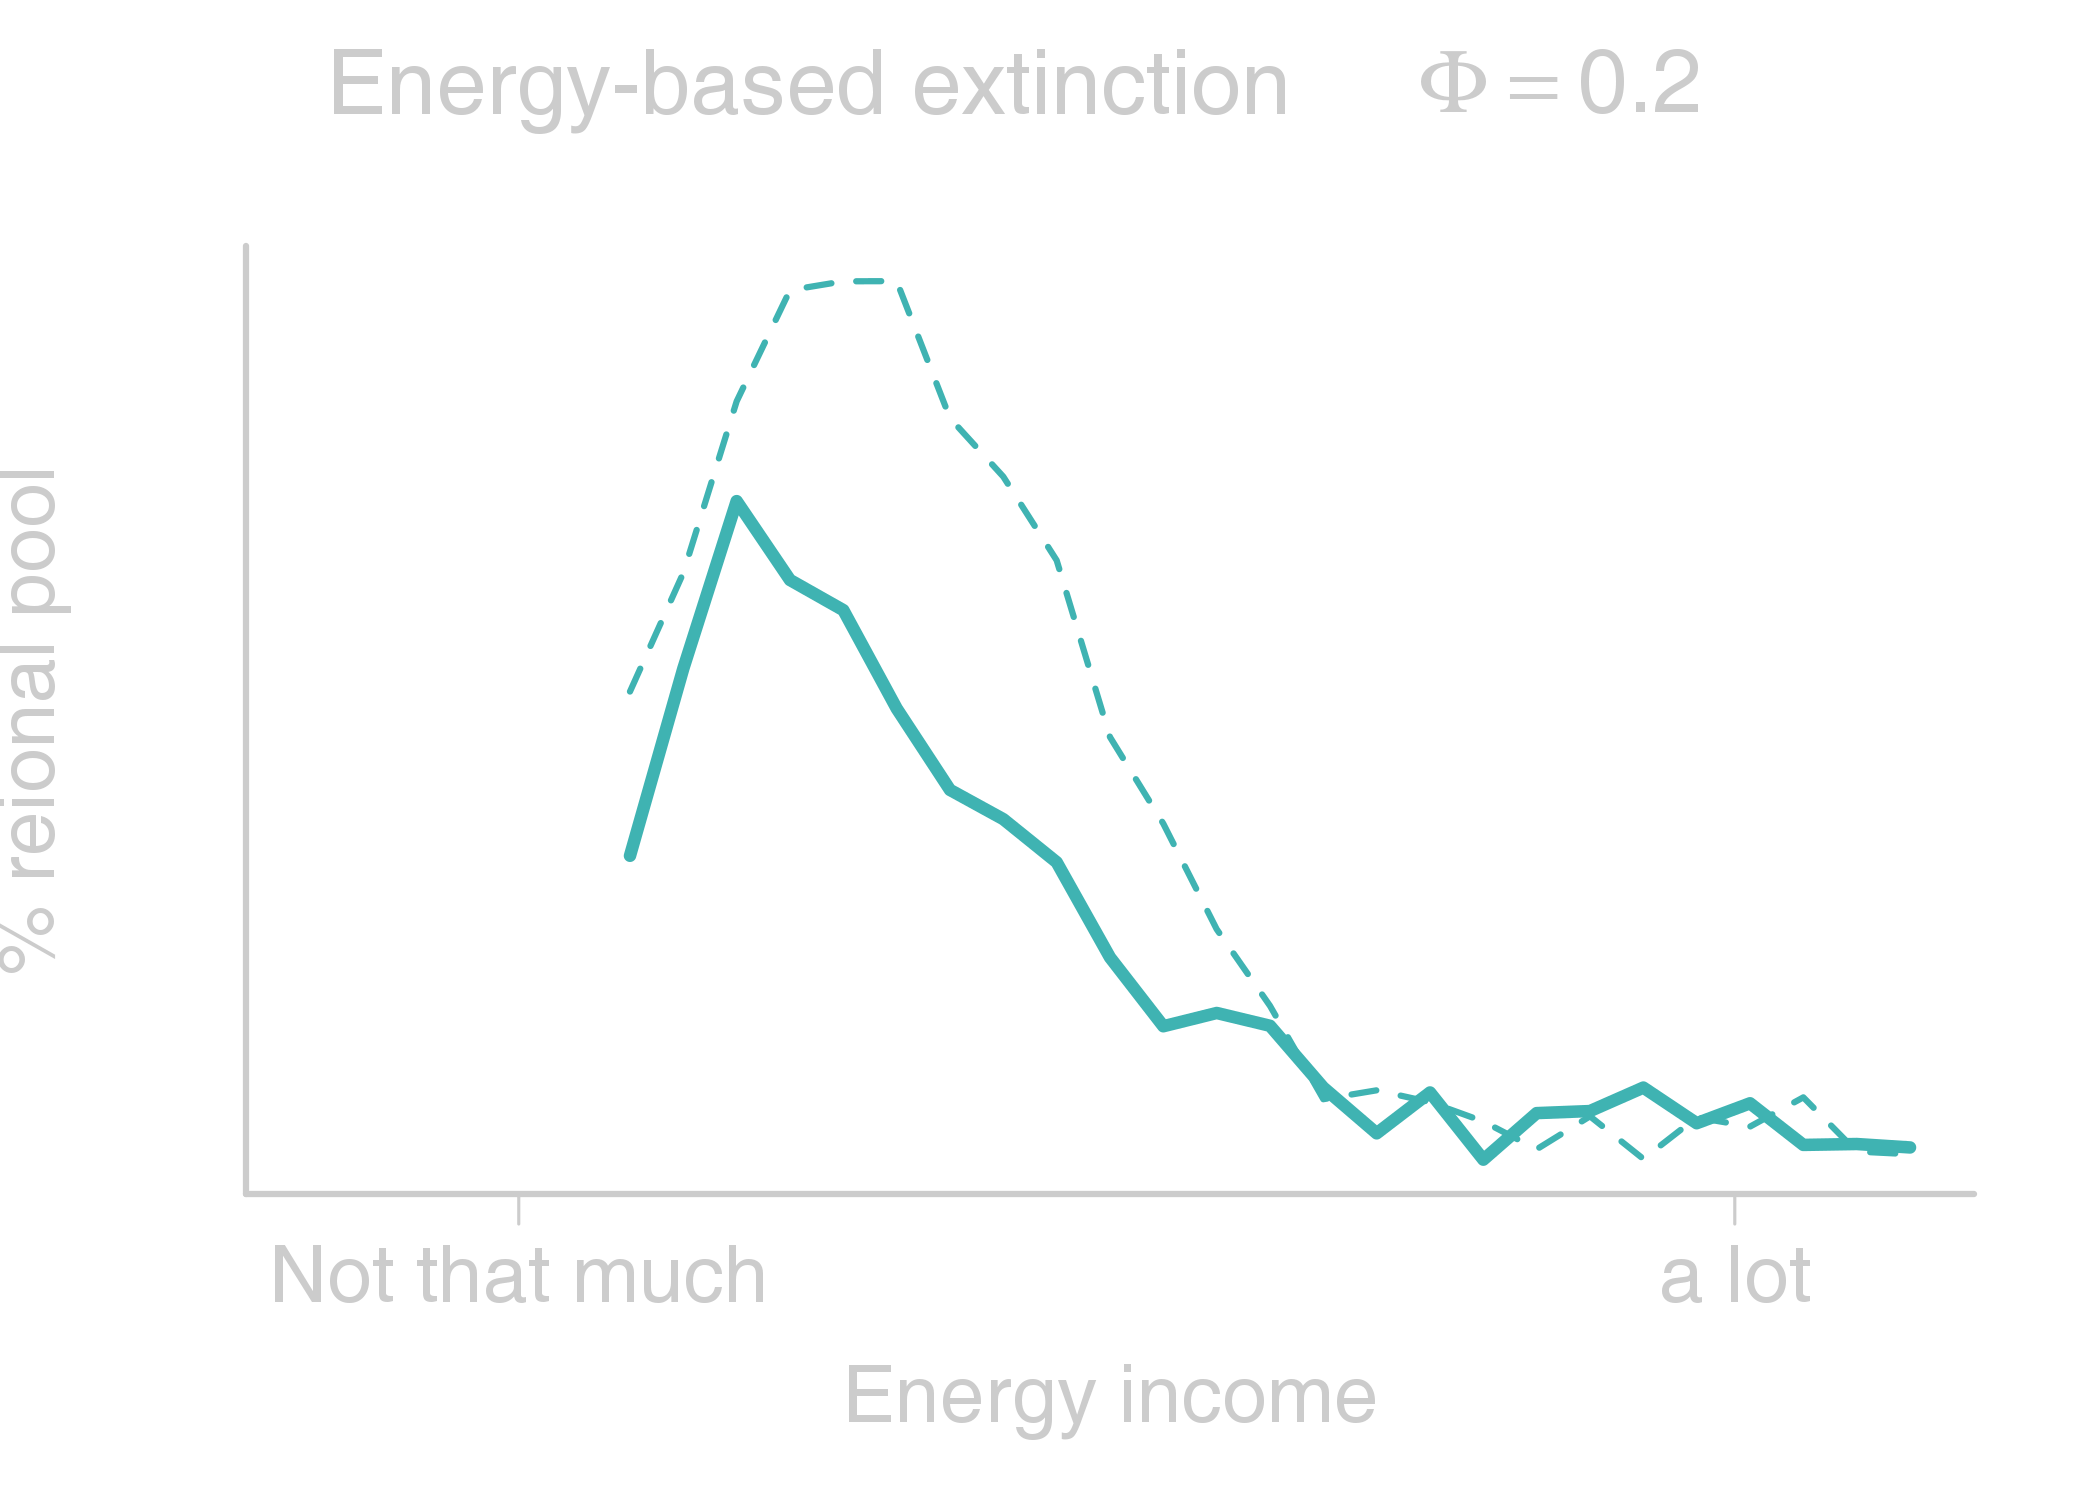 Energy-based extinction Φ = 0.2
% reional pool
Not that much
a lot
Energy income